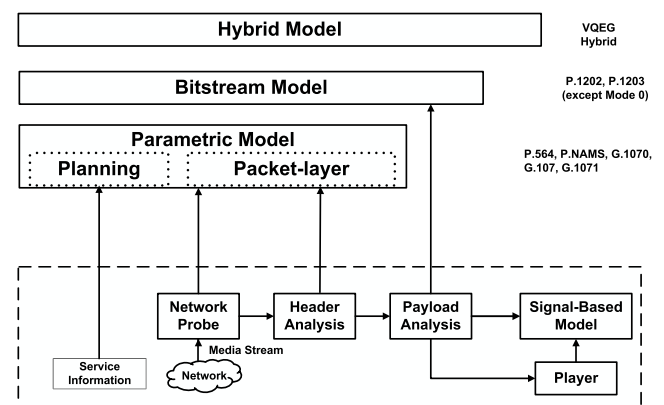 Hybrid Model
VQEG
Hybrid
Bitstream Model
P.1202, P.1203
(except Mode 0)
Parametric Model
Planning
Packet-layer
P.564, P.NAMS, G.1070,
G.107, G.1071
Network
Probe
Header
Analysis
Payload
Analysis
Signal-Based
Model
Media Stream
Service
Information
Network
Player